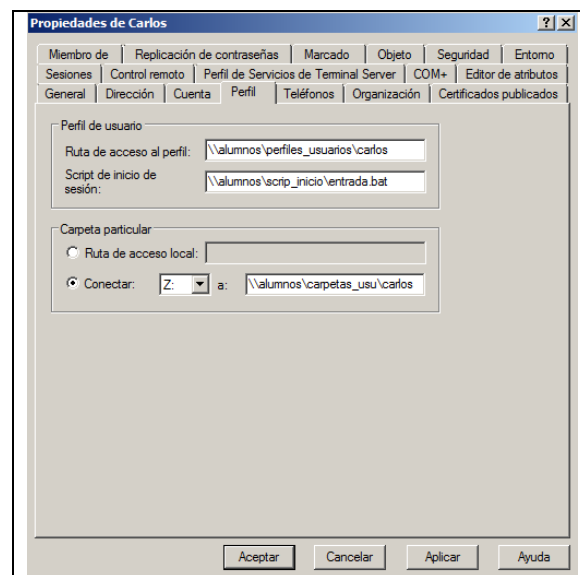 Propiedades de Carlos
Miembro de Replicación de contraseñas Marcado Objeto Seguridad Entorno
Sesiones Control remoto Perfil de Servicios de Terminal Server COM+ Editor de atributos
General Dirección Cuenta Perfil Teléfonos Organización Certificados publicados
Perfil de usuario
Ruta de acceso al perfil: \\alumnos\perfiles_usuarios\carlos
Script de inicio de
sesión: \\alumnos\scrip_inicio\entrada.bat
Carpeta particular
Ruta de acceso local:
Conectar: Z: a: \\alumnos\carpetas_usu\carlos
Aceptar Cancelar Aplicar Ayuda